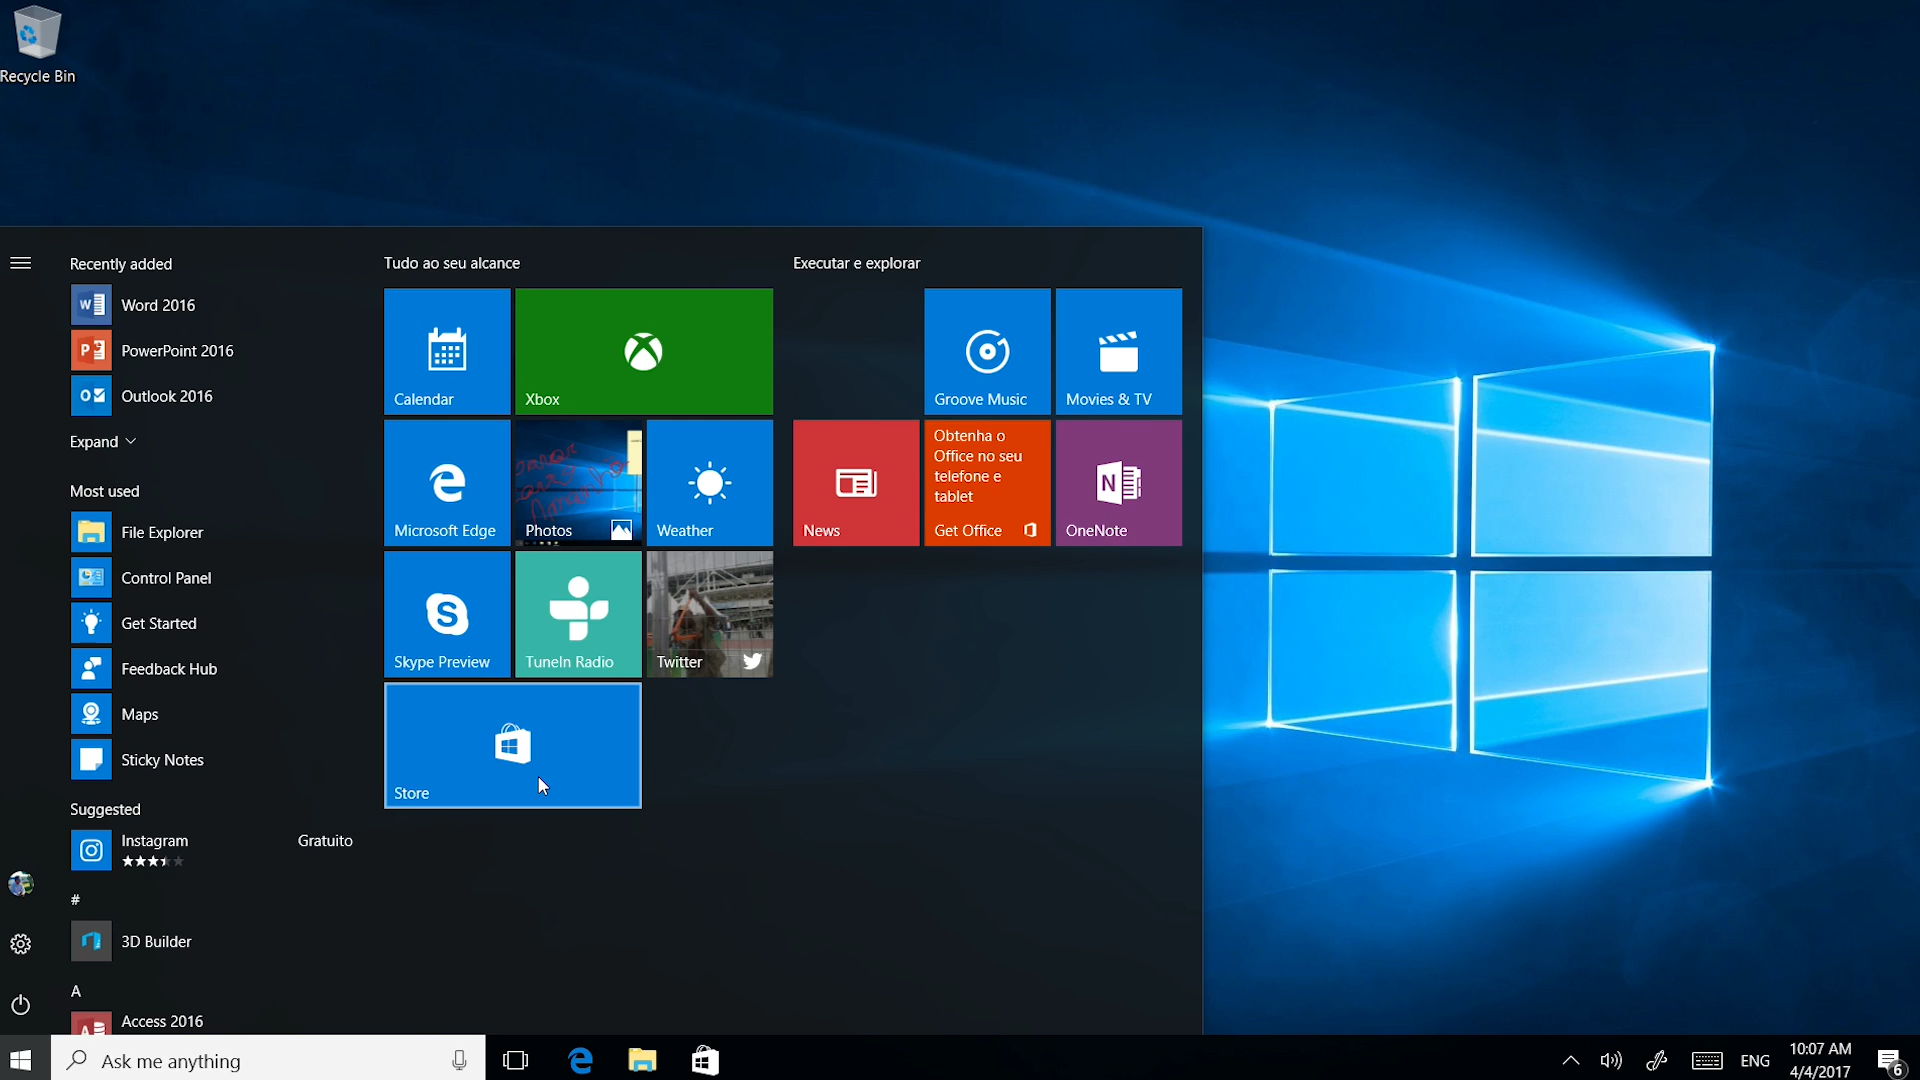 Recycle Bin
Recently added
Word 2016
PowerPoint 2016
Outlook 2016
Expand
Most used
File Explorer
Control Panel
Get Started
Feedback Hub
Maps
Sticky Notes
Suggested
Instagram
Gratuito
#
3D Builder
A
Access 2016
Tudo ao seu alcance
Calendar
Xbox
Microsoft Edge
Photos
Weather
Skype Preview
TuneIn Radio
Twitter
Store
Executar e explorar
Groove Music
Movies & TV
News
Obtenha o
Office no seu
telefone e
tablet
Get Office
OneNote
Ask me anything
ENG
10:07 AM
4/4/2017
6